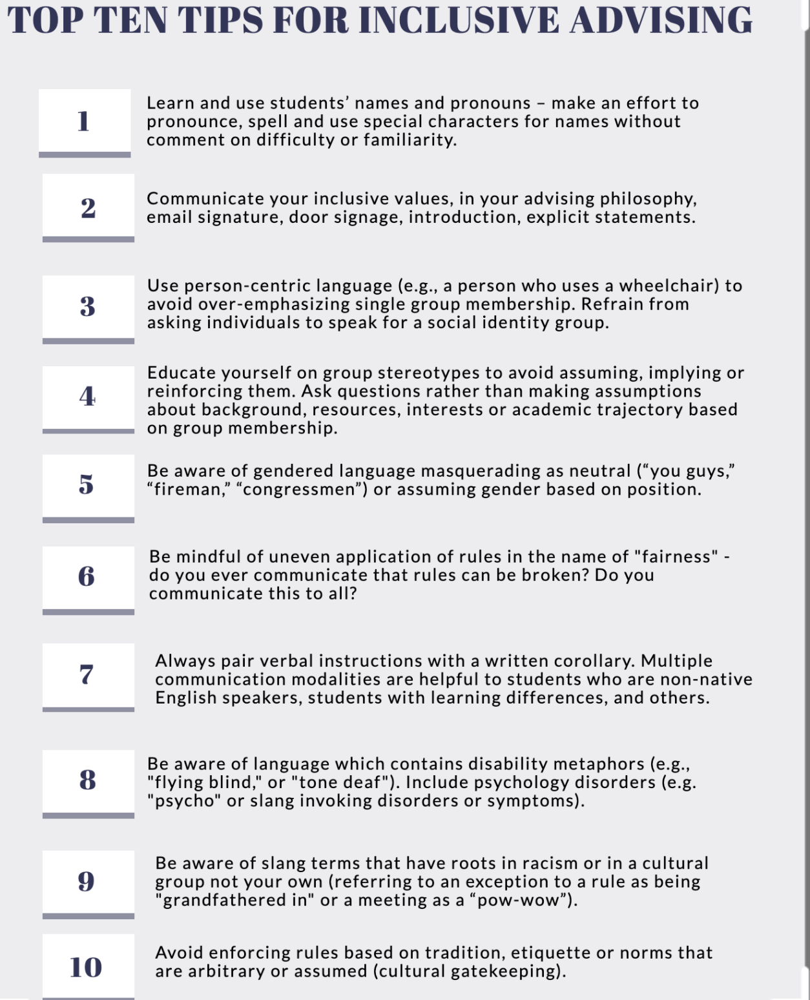 TOP TEN TIPS FOR INCLUSIVE ADVISING
1
Learn and use students’ names and pronouns – make an effort to
pronounce, spell and use special characters for names without
comment on difficulty or familiarity.
2
Communicate your inclusive values, in your advising philosophy,
email signature, door signage, introduction, explicit statements.
3
Use person-centric language (e.g., a person who uses a wheelchair) to
avoid over-emphasizing single group membership. Refrain from
asking individuals to speak for a social identity group.
4
Educate yourself on group stereotypes to avoid assuming, implying or
reinforcing them. Ask questions rather than making assumptions
about background, resources, interests or academic trajectory based
on group membership.
5
Be aware of gendered language masquerading as neutral (“you guys,”
“fireman,” “congressmen”) or assuming gender based on position.
6
Be mindful of uneven application of rules in the name of "fairness" -
do you ever communicate that rules can be broken? Do you
communicate this to all?
7
Always pair verbal instructions with a written corollary. Multiple
communication modalities are helpful to students who are non-native
English speakers, students with learning differences, and others.
8
Be aware of language which contains disability metaphors (e.g.,
"flying blind," or "tone deaf"). Include psychology disorders (e.g.
"psycho" or slang invoking disorders or symptoms).
9
Be aware of slang terms that have roots in racism or in a cultural
group not your own (referring to an exception to a rule as being
"grandfathered in" or a meeting as a “pow-wow”).
10
Avoid enforcing rules based on tradition, etiquette or norms that
are arbitrary or assumed (cultural gatekeeping).